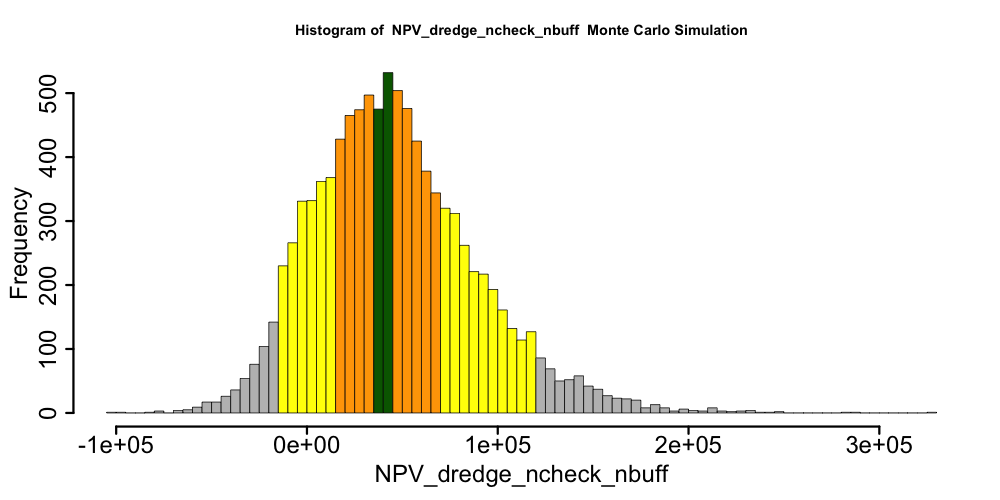 Histogram of  NPV_dredge_ncheck_nbuff  Monte Carlo Simulation
Frequency
500
400
300
200
100
0
-1e+05 0e+00 1e+05 2e+05 3e+05
NPV_dredge_ncheck_nbuff